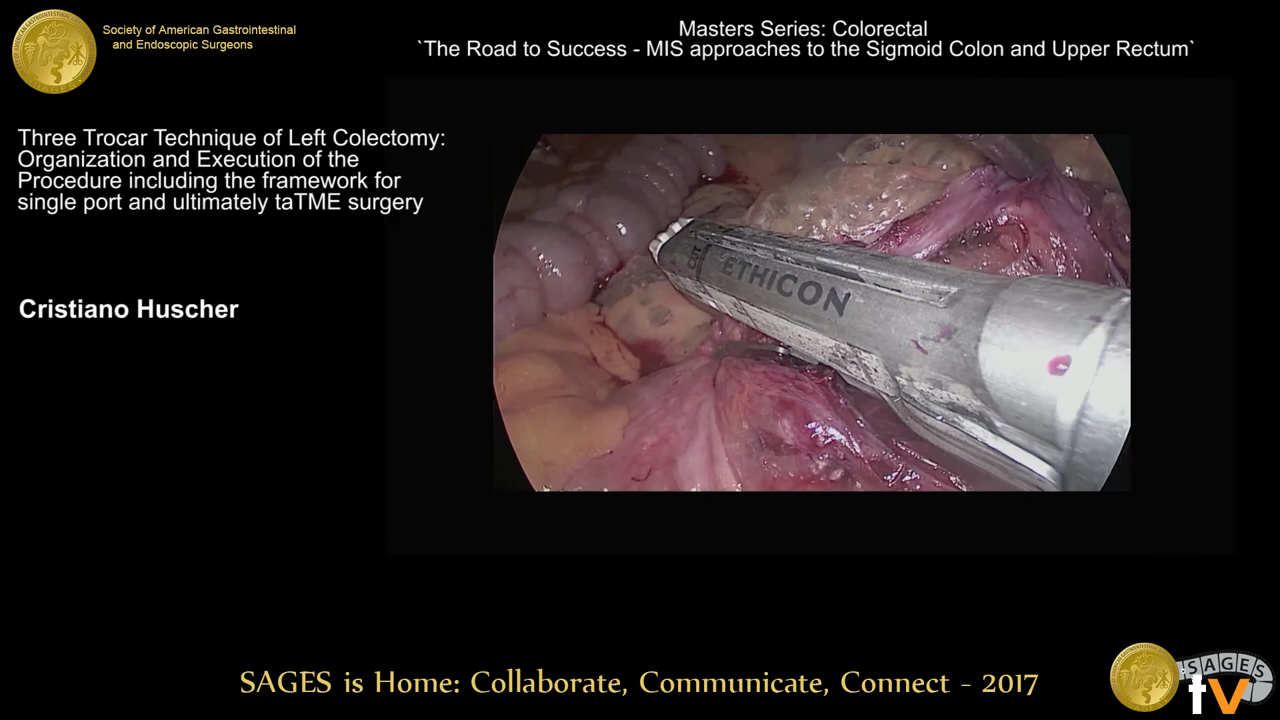 Society of American Gastrointestinal
and Endoscopic Surgeons
Masters Series: Colorectal
`The Road to Success - MIS approaches to the Sigmoid Colon and Upper Rectum`
Three Trocar Technique of Left Colectomy:
Organization and Execution of the
Procedure including the framework for
single port and ultimately taTME surgery
Cristiano Huscher
ETHICON
SAGES is Home: Collaborate, Communicate, Connect - 2017
SAGES
tv